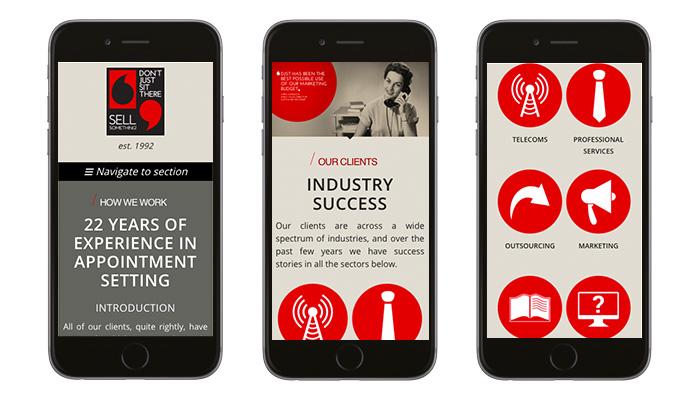 DON'T
JUST
SIT
THERE
SELL
SOMETHING
est. 1992
Navigate to section
/ HOW WE WORK
22 YEARS OF
EXPERIENCE IN
APPOINTMENT
SETTING
INTRODUCTION
All of our clients, quite rightly, have
DJST HAS BEEN THE
BEST POSSIBLE USE
OF OUR MARKETING
BUDGET
/ OUR CLIENTS
INDUSTRY
SUCCESS
Our clients are across a wide
spectrum of industries, and over the
past few years we have success
stories in all the sectors below.
TELECOMS
PROFESSIONAL
SERVICES
OUTSOURCING
MARKETING
?